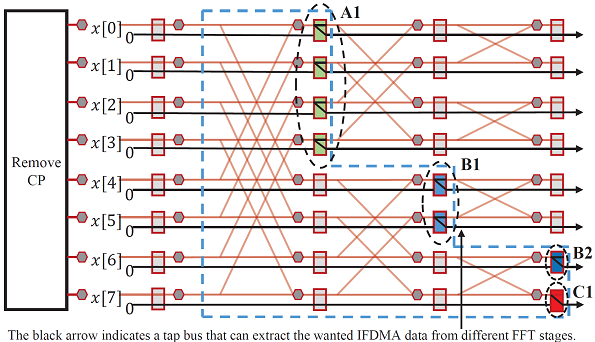 A1
x[0]
0
x[1]
0
x[2]
0
x[3]
0
Remove
CP
x[4]
0
B1
x[5]
0
x[6]
0
B2
x[7]
0
C1
The black arrow indicates a tap bus that can extract the wanted IFDMA data from different FFT stages.